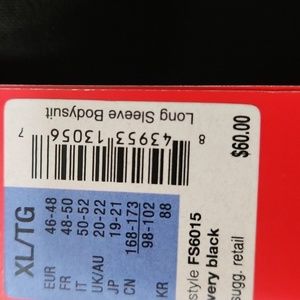 Long Sleeve Bodysuit
8 43953 13056 7
XL/TG
EUR 46-48
FR 48-50
IT 50-52
UK/AU 20-22
JP 19-21
CN 168-173
98-102
KR 88
style FS6015
very black
sugg. retail $60.00